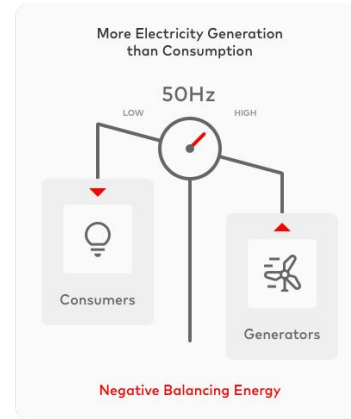 More Electricity Generation
than Consumption
50Hz
LOW
HIGH
Consumers
Generators
Negative Balancing Energy